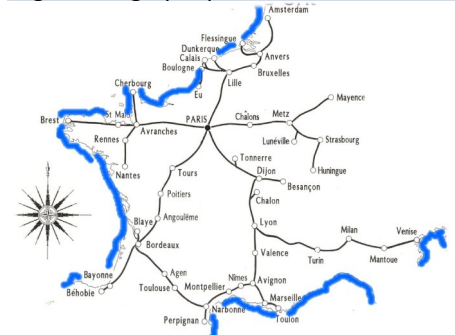 Amsterdam
Flessingue
Dunkerque
Calais
Boulogne
Anvers
Bruxelles
Lille
Eu
Cherbourg
Mayence
Brest
St Malo
PARIS
Châlons
Metz
Avranches
Rennes
Lunéville
Strasbourg
Nantes
Tonnerre
Huningue
Tours
Dijon
Besançon
Poitiers
Chalon
Angoulême
Blaye
Lyon
Milan
Venise
Bordeaux
Valence
Turin
Mantoue
Bayonne
Agen
Nimes
Avignon
Béhobie
Toulouse
Montpellier
Marseille
Narbonne
Toulon
Perpignan